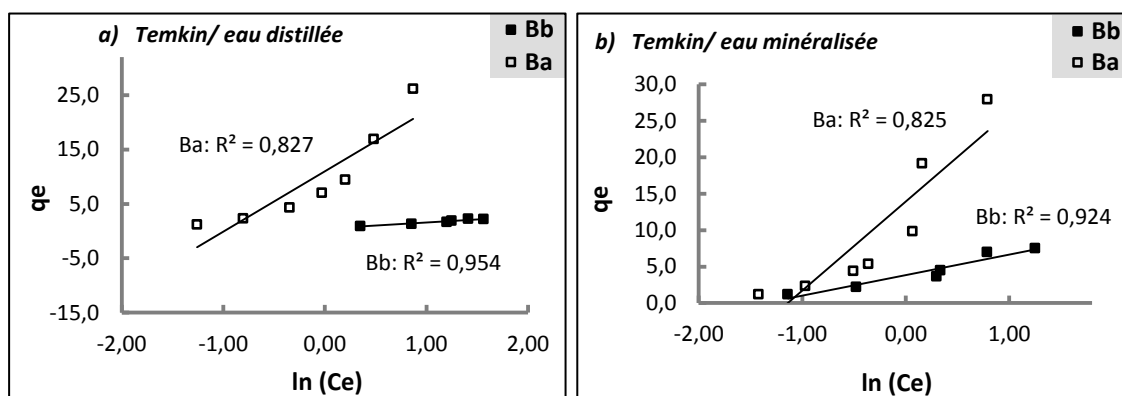 a) Temkin/ eau distillée
Bb
Ba
25,0
15,0
5,0
-5,0
-15,0
qe
Ba: R² = 0,827
Bb: R² = 0,954
-2,00 -1,00 0,00 1,00 2,00
ln (Ce)
b) Temkin/ eau minéralisée
Bb
Ba
30,0
25,0
20,0
15,0
10,0
5,0
0,0
qe
Ba: R² = 0,825
Bb: R² = 0,924
-2,00 -1,00 0,00 1,00
ln (Ce)